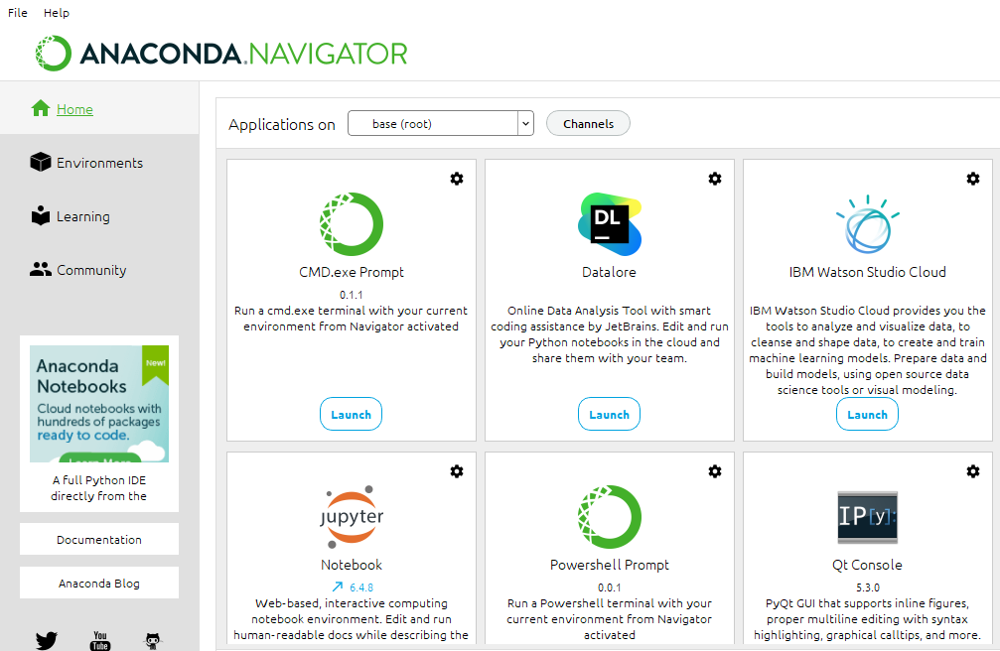 File Help
ANACONDA.NAVIGATOR
Home
Environments
Learning
Community
Anaconda
Notebooks
New!
Cloud notebooks with
hundreds of packages
ready to code.
Learn More
A full Python IDE
directly from the
Documentation
Anaconda Blog
You
Tube
Applications on base (root) Channels
CMD.exe Prompt
0.1.1
Run a cmd.exe terminal with your current
environment from Navigator activated
Launch
DL
Datalore
Online Data Analysis Tool with smart
coding assistance by JetBrains. Edit and run
your Python notebooks in the cloud and
share them with your team.
Launch
IBM Watson Studio Cloud
IBM Watson Studio Cloud provides you the
tools to analyze and visualize data, to
cleanse and shape data, to create and train
machine learning models. Prepare data and
build models, using open source data
science tools or visual modeling.
Launch
jupyter
Notebook
6.4.8
Web-based, interactive computing
notebook environment. Edit and run
human-readable docs while describing the
Powershell Prompt
0.0.1
Run a Powershell terminal with your
current environment from Navigator
activated
IP[y]:
Qt Console
5.3.0
PyQt GUI that supports inline figures,
proper multiline editing with syntax
highlighting, graphical calltips, and more.